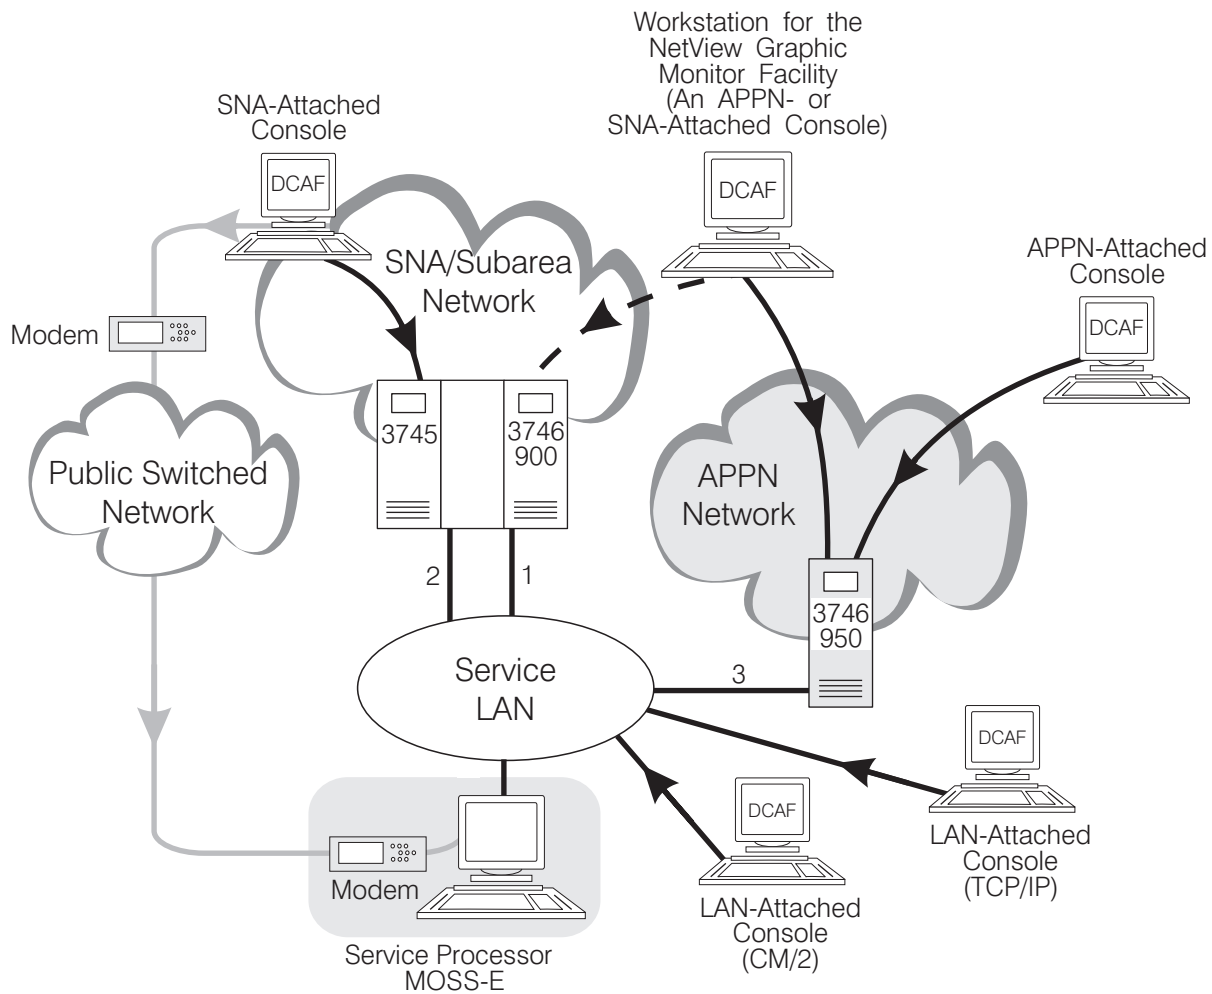 Workstation for the
NetView Graphic
Monitor Facility
(An APPN- or
SNA-Attached Console)
SNA-Attached
Console
DCAF
DCAF
SNA/Subarea
Network
APPN-Attached
Console
DCAF
Modem
3745
3746
900
Public Switched
Network
APPN
Network
2
1
3746
950
Service
LAN
3
DCAF
DCAF
LAN-Attached
Console
(TCP/IP)
Modem
LAN-Attached
Console
(CM/2)
Service Processor
MOSS-E